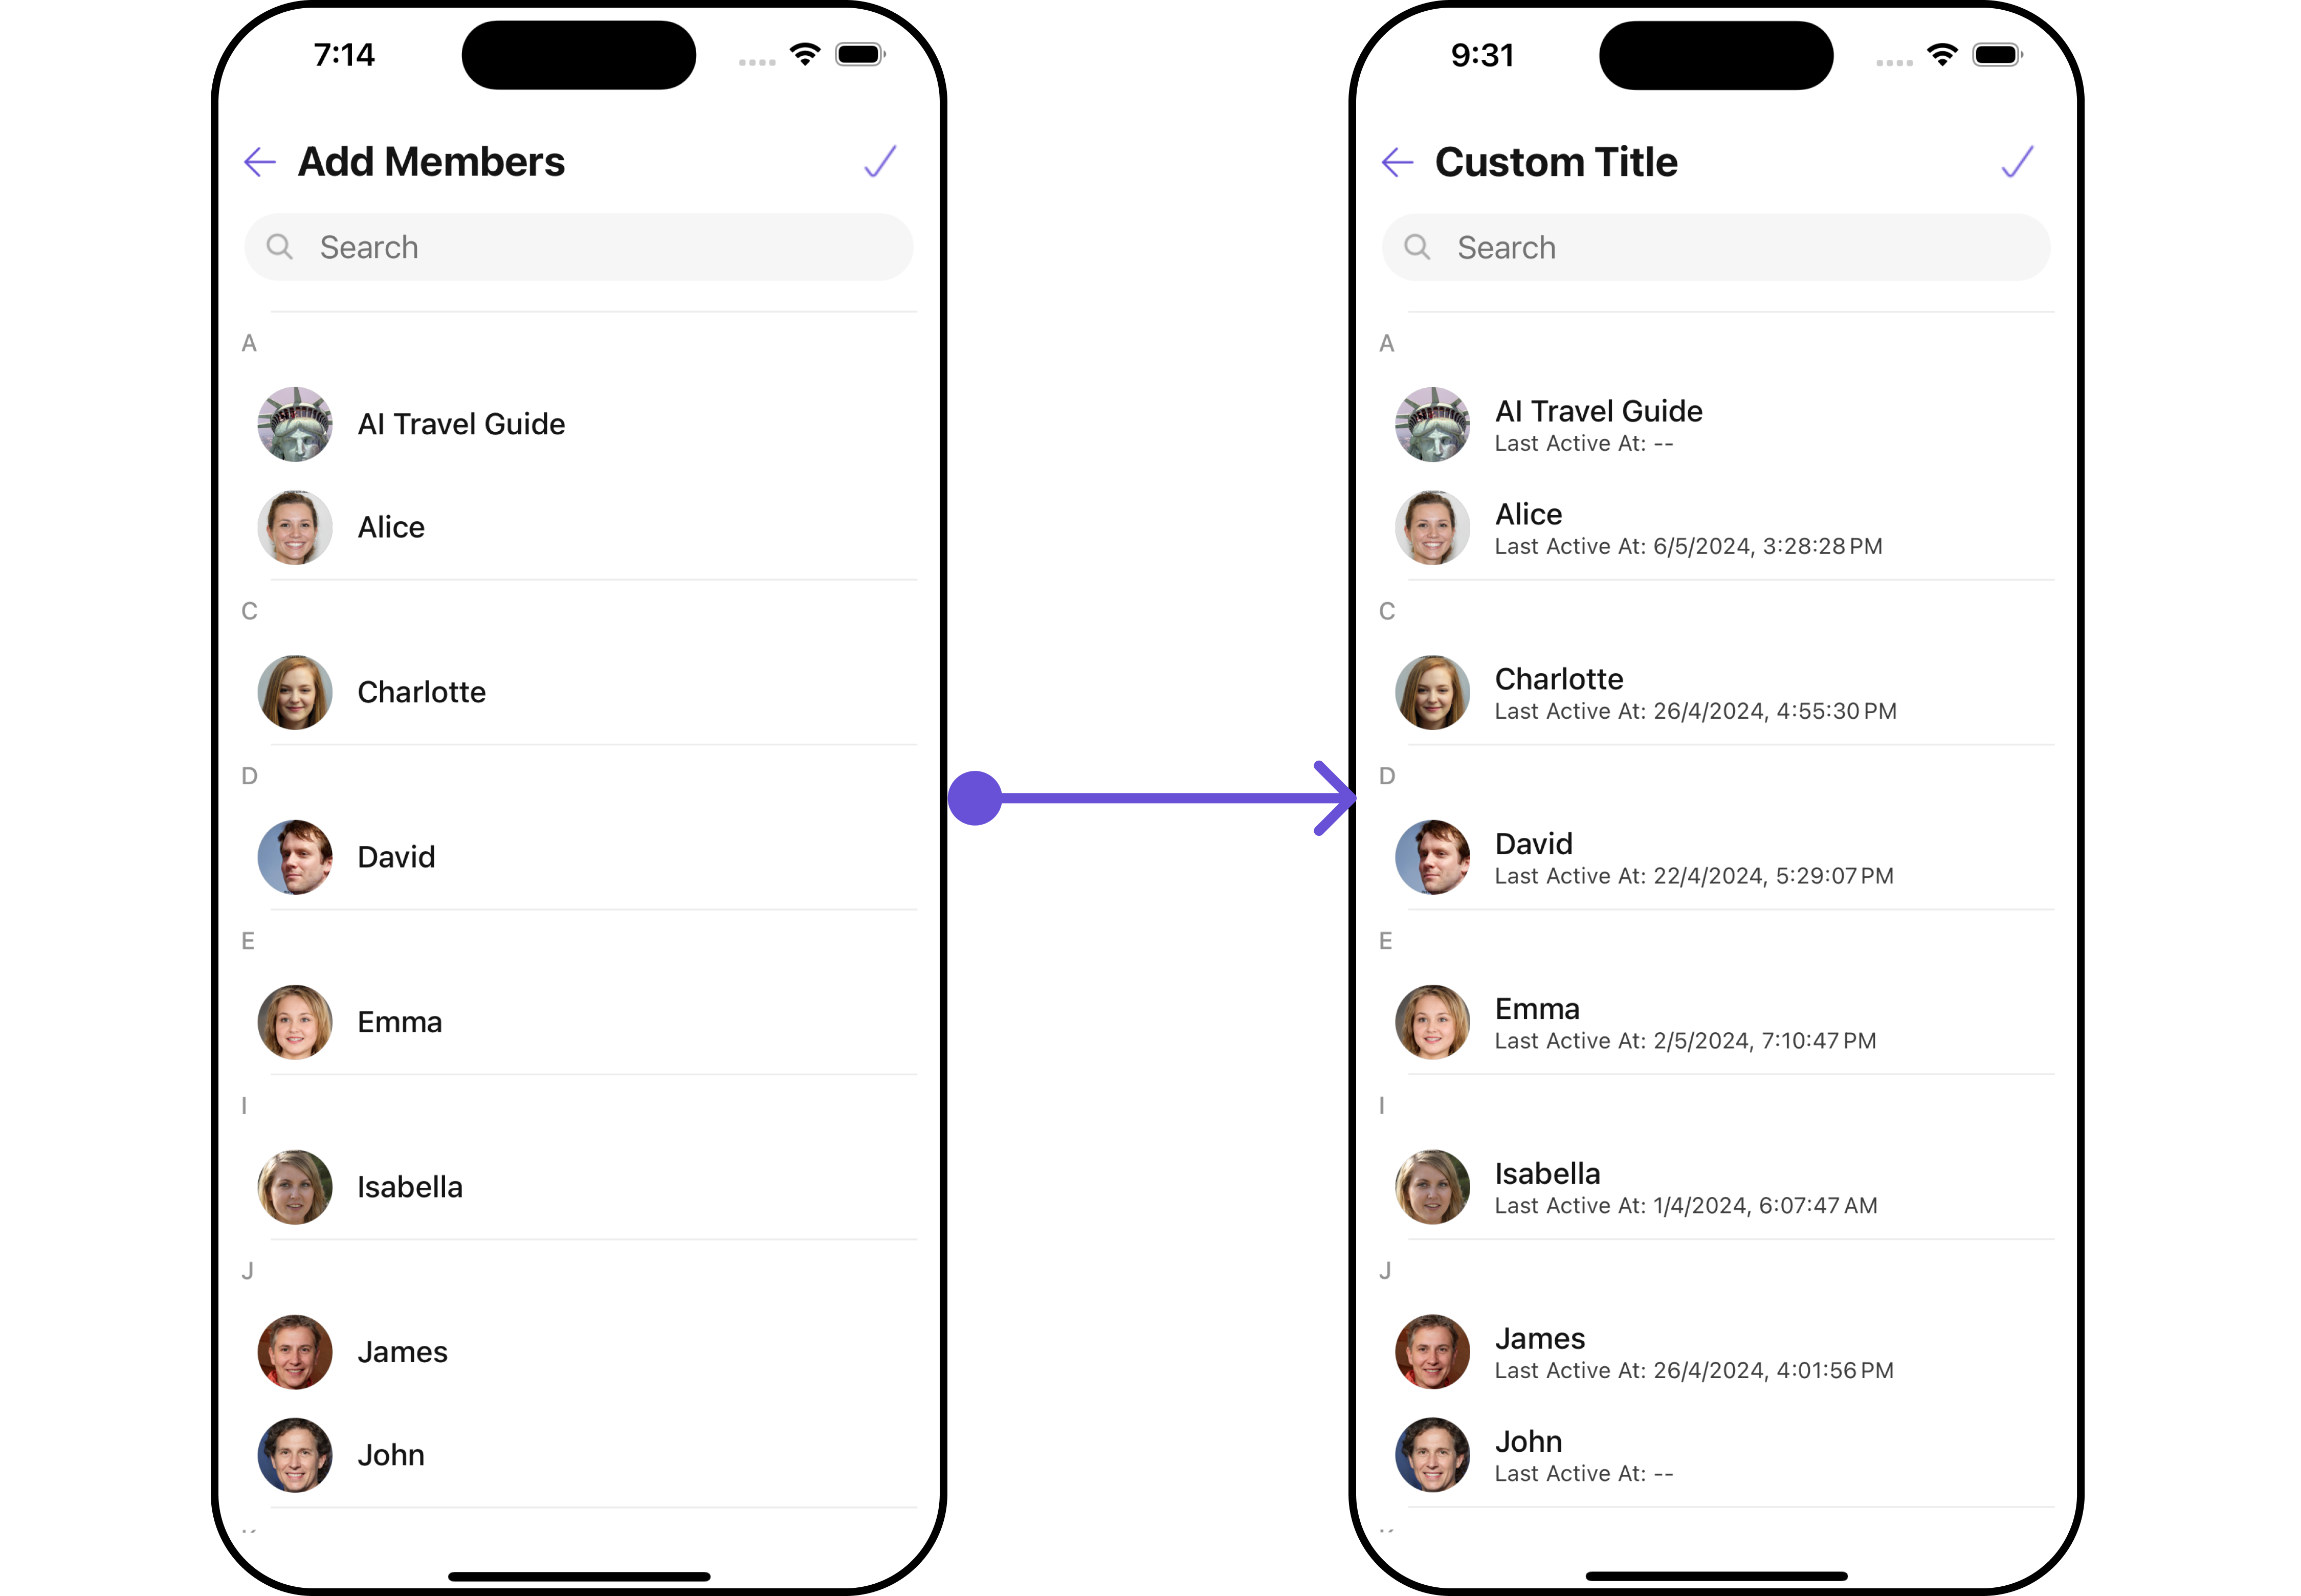 7:14
Add Members
Search
A
AI Travel Guide
Alice
C
Charlotte
D
David
E
Emma
I
Isabella
J
James
John
9:31
Custom Title
Search
A
AI Travel Guide
Last Active At: --
Alice
Last Active At: 6/5/2024, 3:28:28 PM
C
Charlotte
Last Active At: 26/4/2024, 4:55:30 PM
D
David
Last Active At: 22/4/2024, 5:29:07 PM
E
Emma
Last Active At: 2/5/2024, 7:10:47 PM
I
Isabella
Last Active At: 1/4/2024, 6:07:47 AM
J
James
Last Active At: 26/4/2024, 4:01:56 PM
John
Last Active At: --